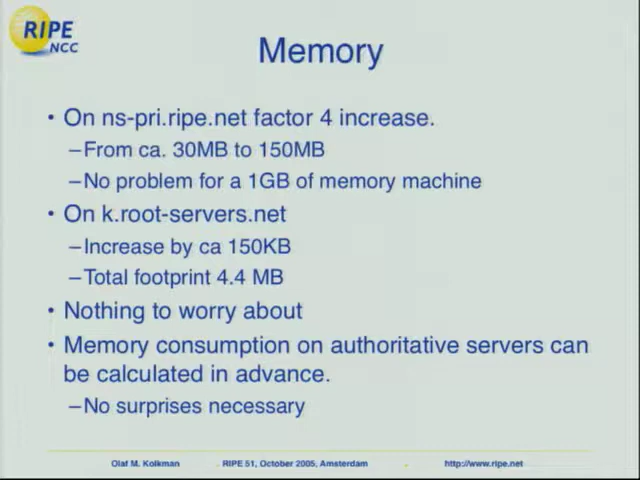 RIPE
NCC
Memory
• On ns-pri.ripe.net factor 4 increase.
–From ca. 30MB to 150MB
–No problem for a 1GB of memory machine
• On k.root-servers.net
–Increase by ca 150KB
–Total footprint 4.4 MB
• Nothing to worry about
• Memory consumption on authoritative servers can
be calculated in advance.
–No surprises necessary
Olaf M. Kolkman . RIPE 51, October 2005, Amsterdam . http://www.ripe.net